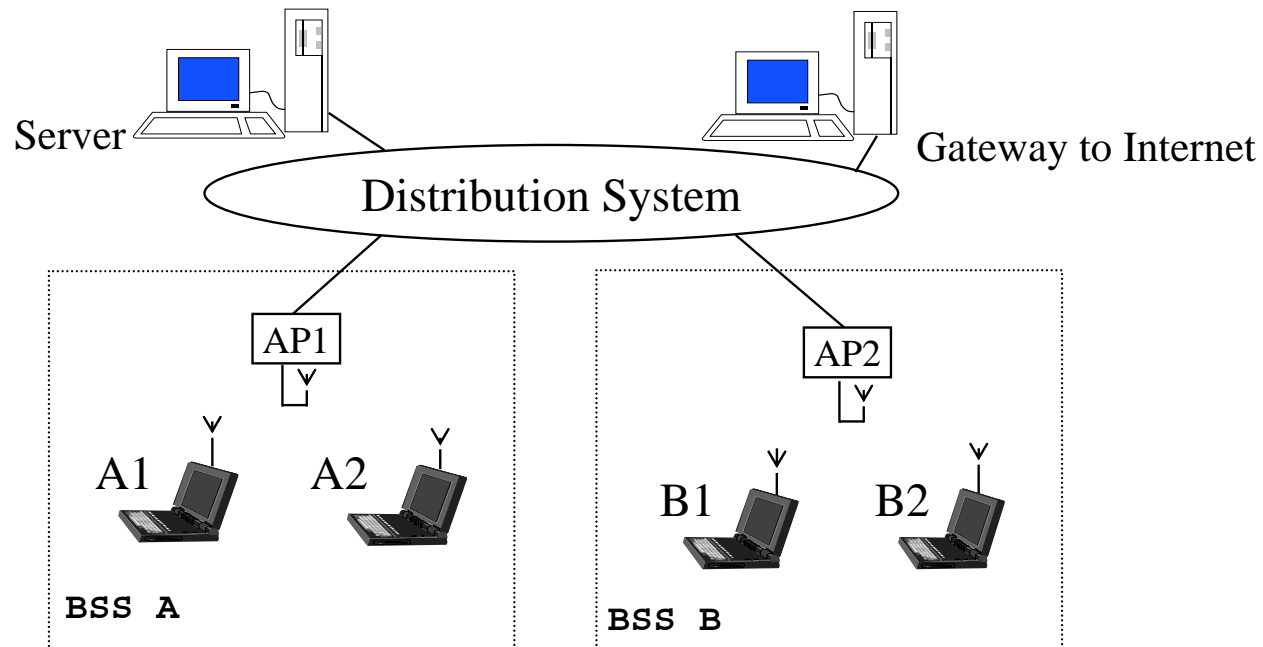 Server
Gateway to Internet
Distribution System
AP1
AP2
A1
A2
B1
B2
BSS A
BSS B